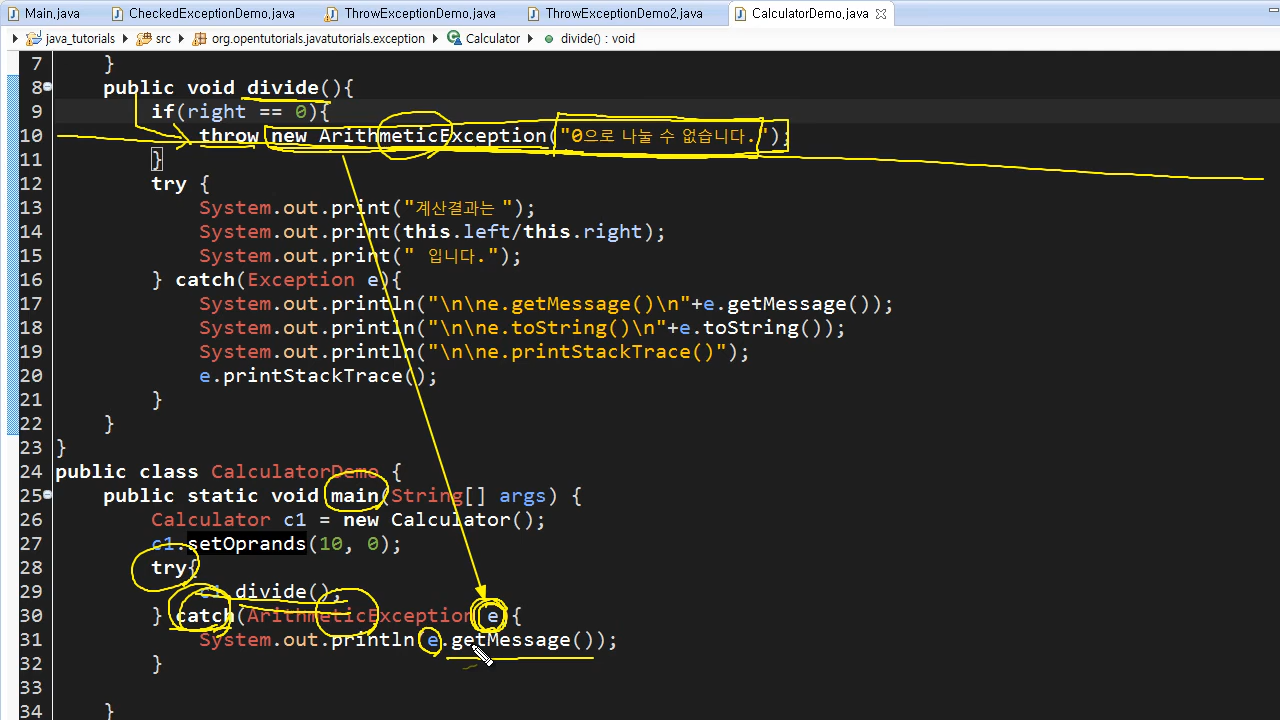 Main.java CheckedExceptionDemo.java ThrowExceptionDemo.java ThrowExceptionDemo2.java CalculatorDemo.java
java_tutorials src org.opentutorials.javatutorials.exception Calculator divide() : void
7 }
8 public void divide(){
9 if(right == 0){
10 throw new ArithmeticException("0으로 나눌 수 없습니다.");
11 }
12 try {
13 System.out.print("계산결과는 ");
14 System.out.print(this.left/this.right);
15 System.out.print(" 입니다.");
16 } catch(Exception e){
17 System.out.println("\n\ne.getMessage()\n"+e.getMessage());
18 System.out.println("\n\ne.toString()\n"+e.toString());
19 System.out.println("\n\ne.printStackTrace()");
20 e.printStackTrace();
21 }
22 }
23 }
24 public class CalculatorDemo {
25 public static void main(String[] args) {
26 Calculator c1 = new Calculator();
27 c1.setOprands(10, 0);
28 try{
29 c1.divide();
30 } catch(ArithmeticException e){
31 System.out.println(e.getMessage());
32 }
33
34 }